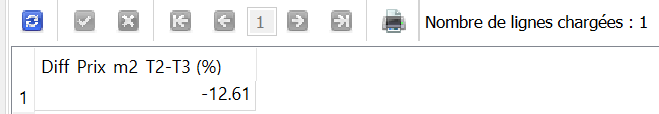 1
Nombre de lignes chargées : 1
Diff Prix m2 T2-T3 (%)
1 -12.61